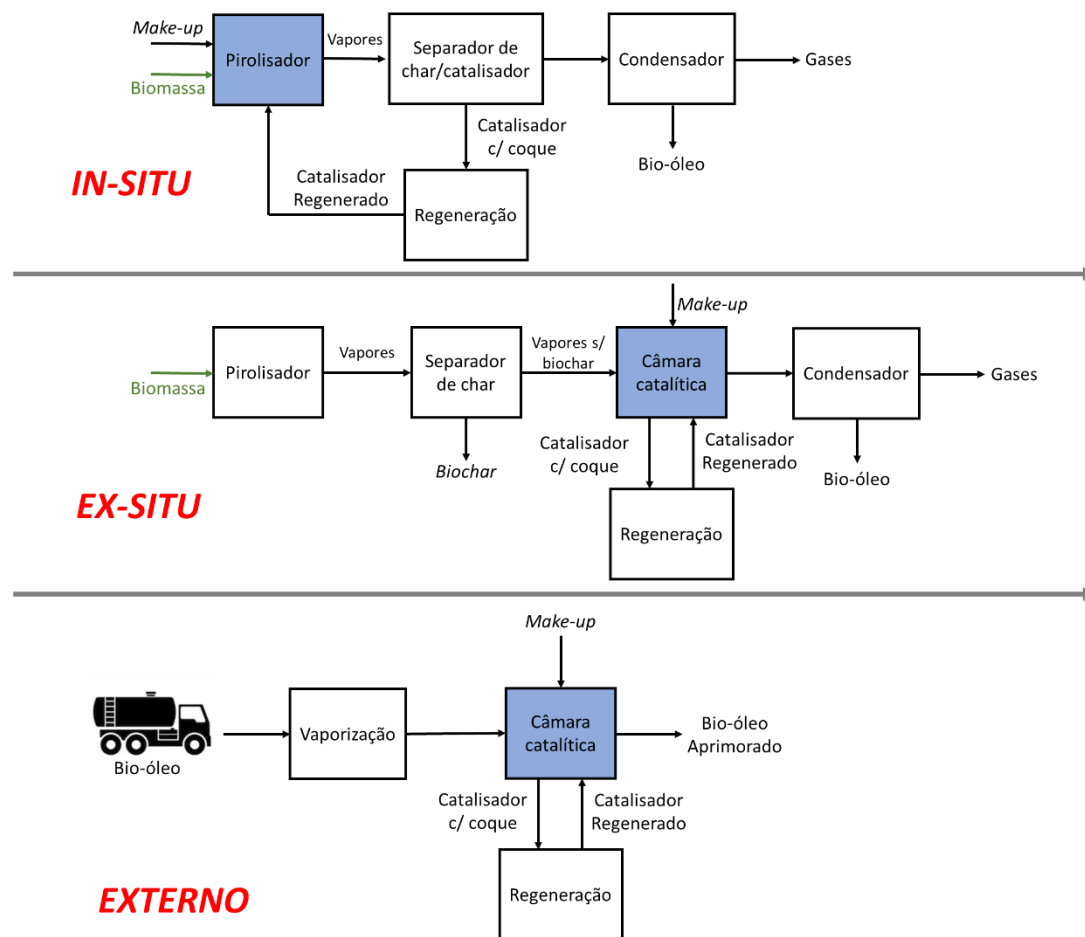 Make-up
Biomassa
Pirolisador
Vapores
Separador de
char/catalisador
Condensador
Gases
Catalisador
c/ coque
Bio-óleo
Catalisador
Regenerado
Regeneração
IN-SITU
Make-up
Biomassa
Pirolisador
Vapores
Separador
de char
Vapores s/
biochar
Câmara
catalítica
Condensador
Gases
Biochar
Catalisador
c/ coque
Catalisador
Regenerado
Bio-óleo
Regeneração
EX-SITU
Make-up
Bio-óleo
Vaporização
Câmara
catalítica
Bio-óleo
Aprimorado
Catalisador
c/ coque
Catalisador
Regenerado
Regeneração
EXTERNO